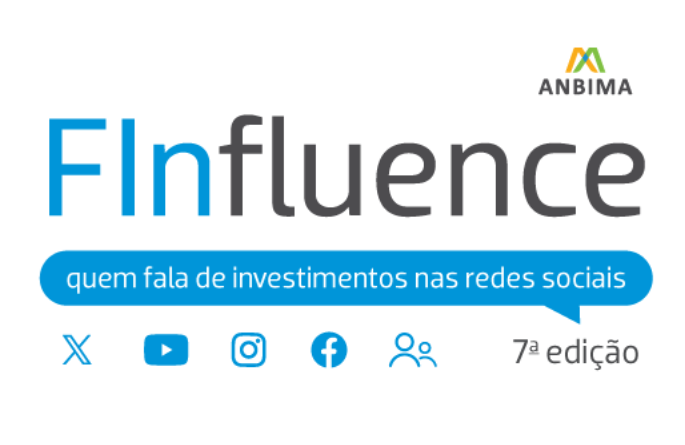 ANBIMA
FInfluence
quem fala de investimentos nas redes sociais
7ª edição